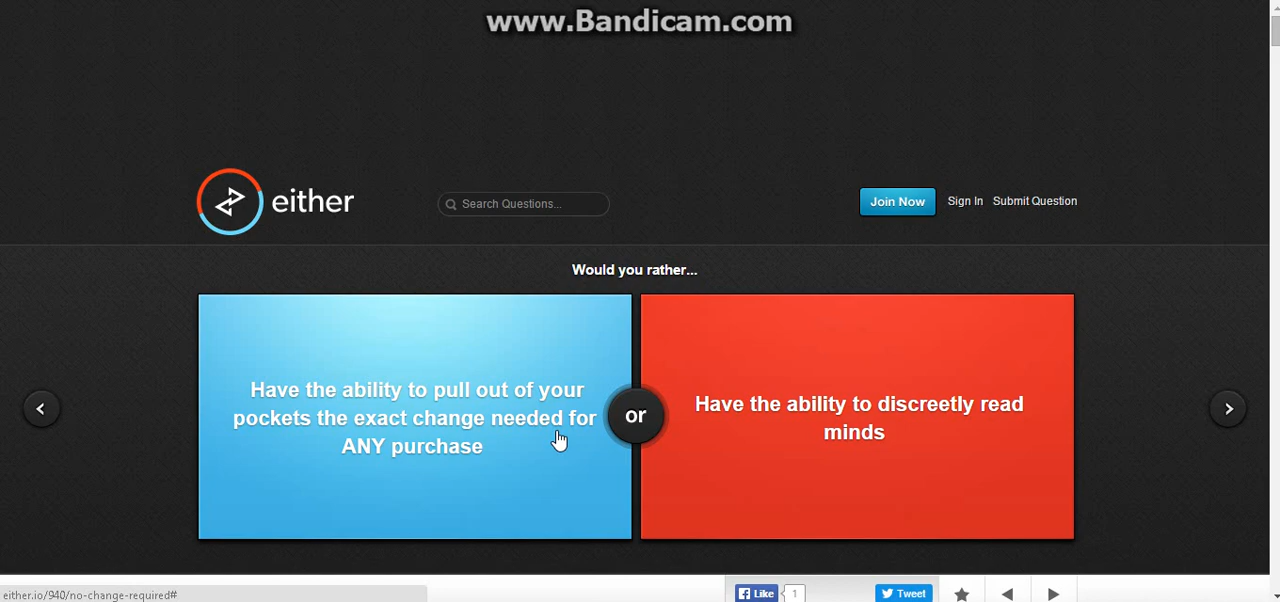 www.Bandicam.com
either
Search Questions...
Join Now
Sign In
Submit Question
Would you rather...
Have the ability to pull out of your
pockets the exact change needed for
ANY purchase
or
Have the ability to discreetly read
minds
Like
1
Tweet
either.io/940/no-change-required#